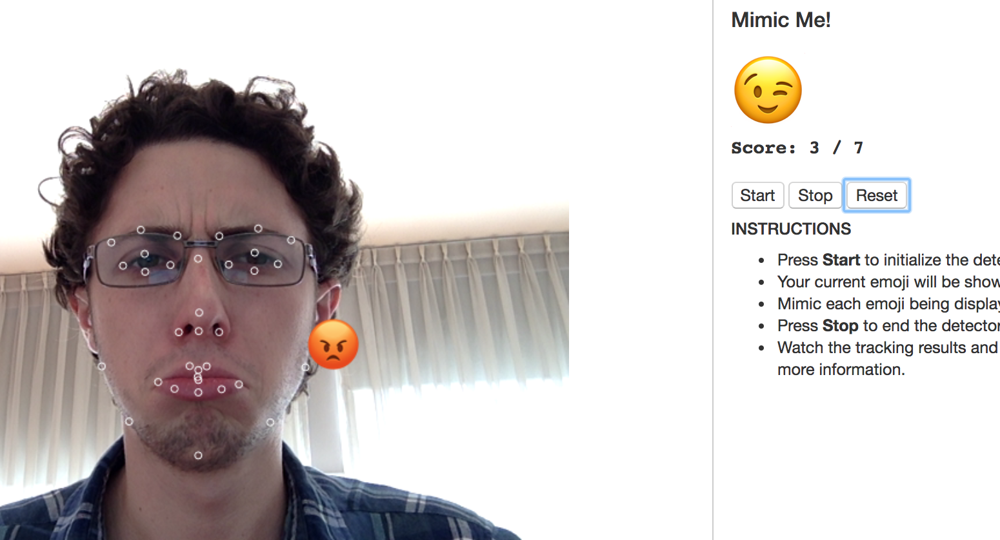 Mimic Me!
Score: 3 / 7
Start Stop Reset
INSTRUCTIONS
Press Start to initialize the dete
Your current emoji will be show
Mimic each emoji being display
Press Stop to end the detector
Watch the tracking results and
more information.